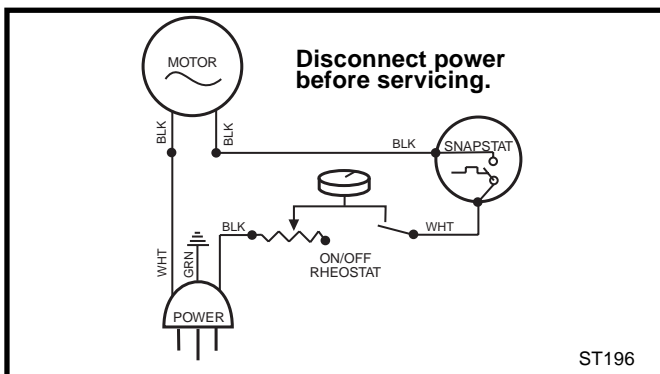 MOTOR
Disconnect power
before servicing.
BLK
BLK
BLK
SNAPSTAT
BLK
WHT
ON/OFF
RHEOSTAT
WHT
GRN
POWER
ST196